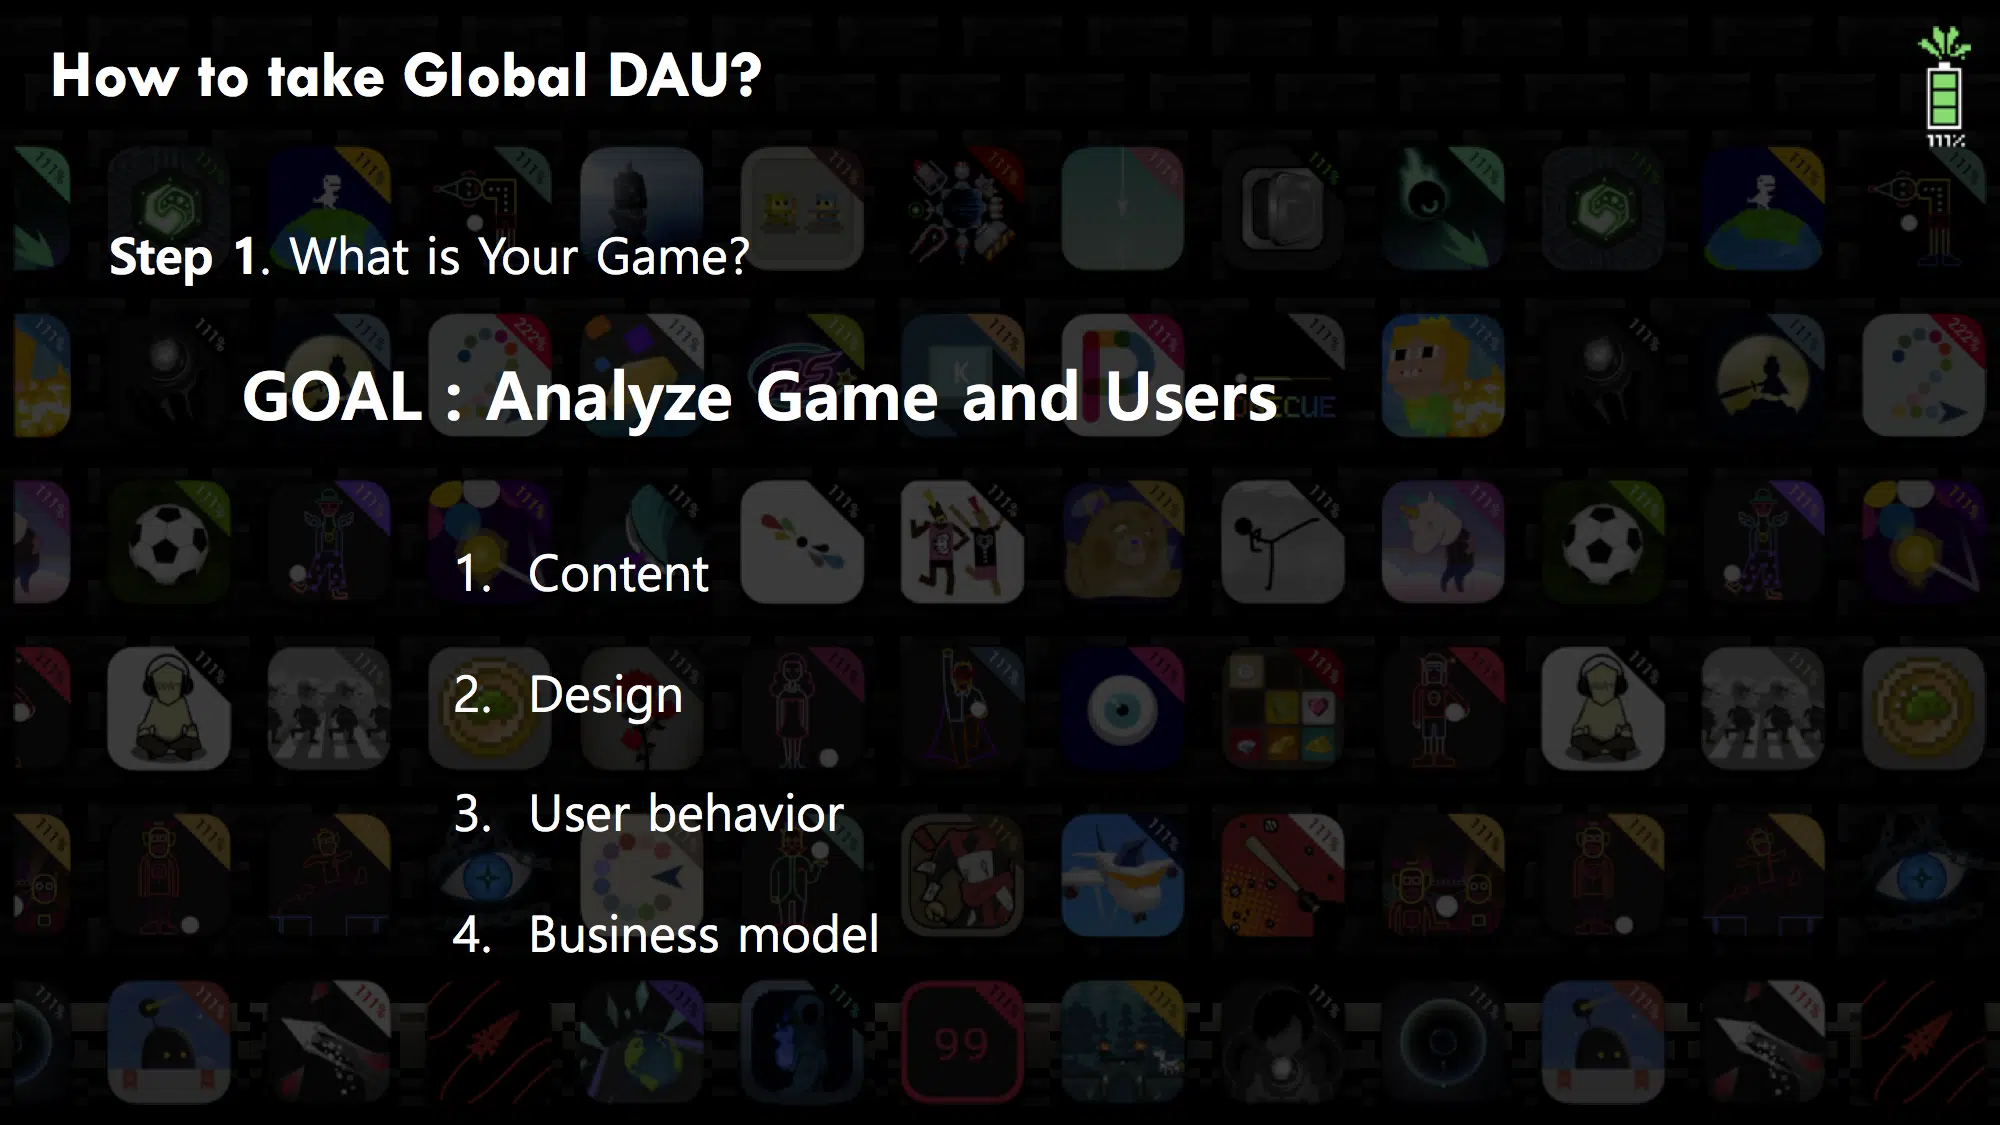 How to take Global DAU?
111%
Step 1. What is Your Game?
GOAL : Analyze Game and Users
1. Content
2. Design
3. User behavior
4. Business model
99